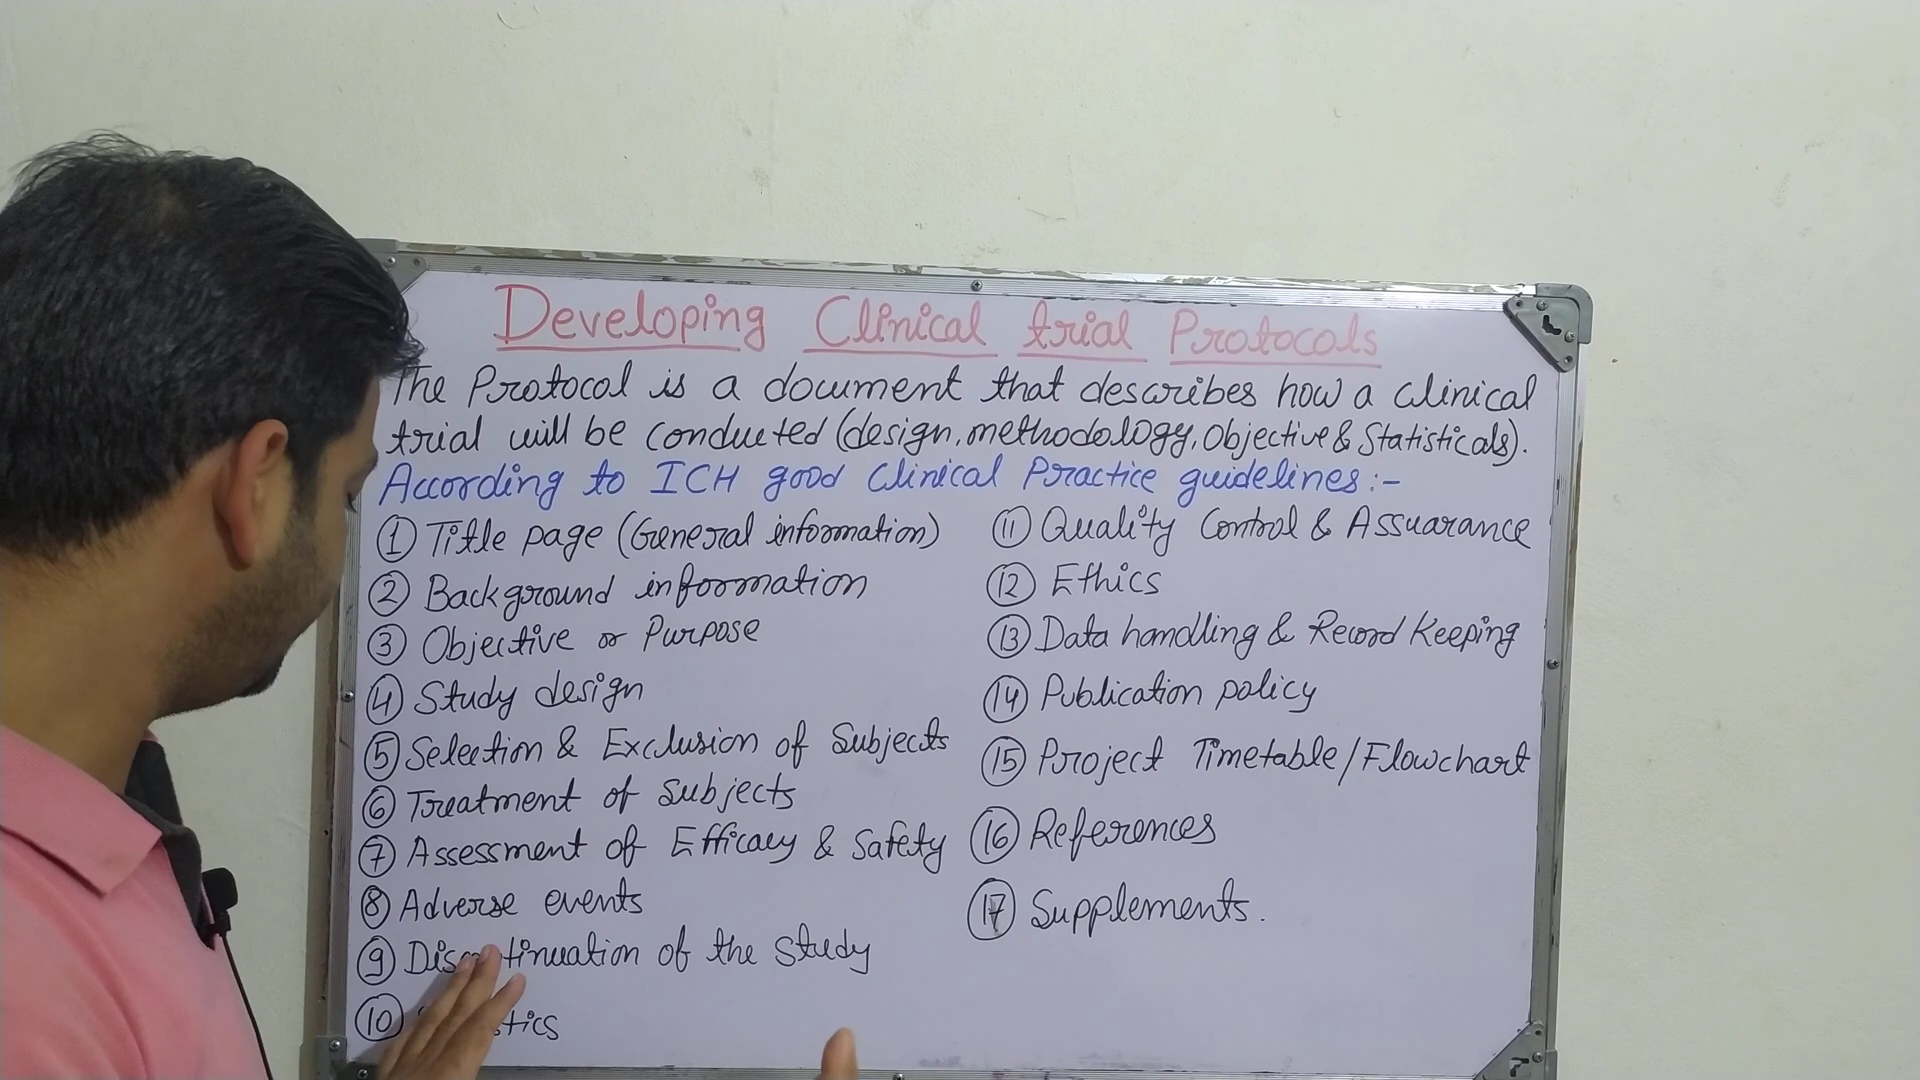 Developing Clinical trial Protocols
The Protocol is a document that describes how a clinical
trial will be conducted (design, methodology, Objective & Statisticals).
According to ICH good Clinical Practice guidelines:-
① Title page (General information)
② Background information
③ Objective or Purpose
④ Study design
⑤ Selection & Exclusion of Subjects
⑥ Treatment of subjects
⑦ Assessment of Efficacy & Safety
⑧ Adverse events
⑨ Discontinuation of the study
⑩
⑪ Quality Control & Assuarance
⑫ Ethics
⑬ Data handling & Record Keeping
⑭ Publication policy
⑮ Project Timetable/Flowchart
⑯ References
⑰ Supplements.